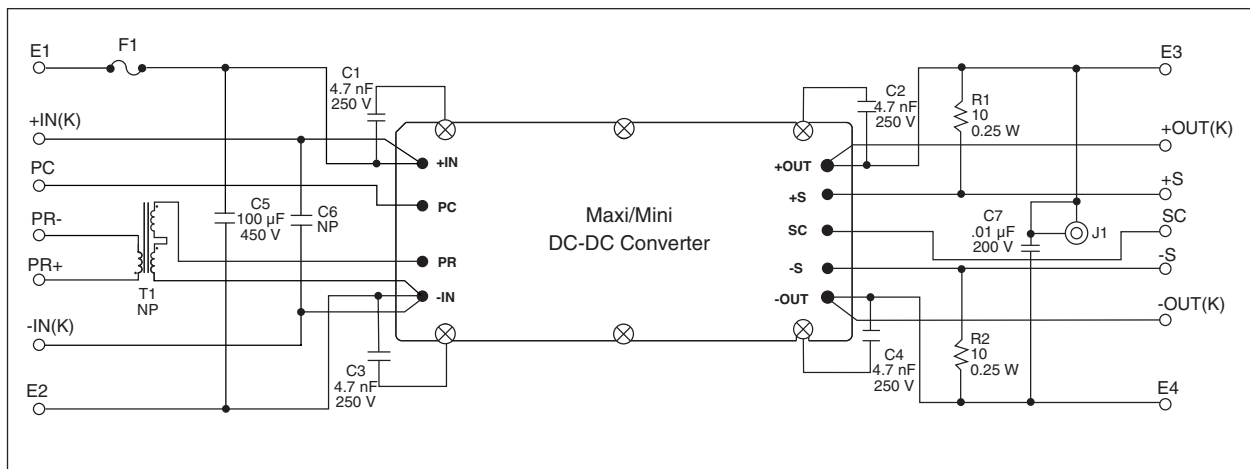 E1
F1
+IN(K)
PC
PR-
PR+
T1
NP
-IN(K)
E2
C1
4.7 nF
250 V
C5
100 µF
450 V
C6
NP
C3
4.7 nF
250 V
+IN
PC
PR
-IN
Maxi/Mini
DC-DC Converter
+OUT
+S
SC
-S
-OUT
C2
4.7 nF
250 V
C4
4.7 nF
250 V
R1
10
0.25 W
C7
.01 µF
200 V
J1
R2
10
0.25 W
E3
+OUT(K)
+S
SC
-S
-OUT(K)
E4